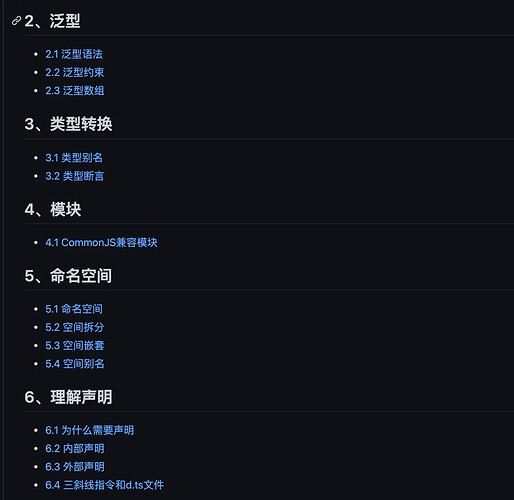 2、泛型
2.1 泛型语法
2.2 泛型约束
2.3 泛型数组
3、类型转换
3.1 类型别名
3.2 类型断言
4、模块
4.1 CommonJS兼容模块
5、命名空间
5.1 命名空间
5.2 空间拆分
5.3 空间嵌套
5.4 空间别名
6、理解声明
6.1 为什么需要声明
6.2 内部声明
6.3 外部声明
6.4 三斜线指令和d.ts文件